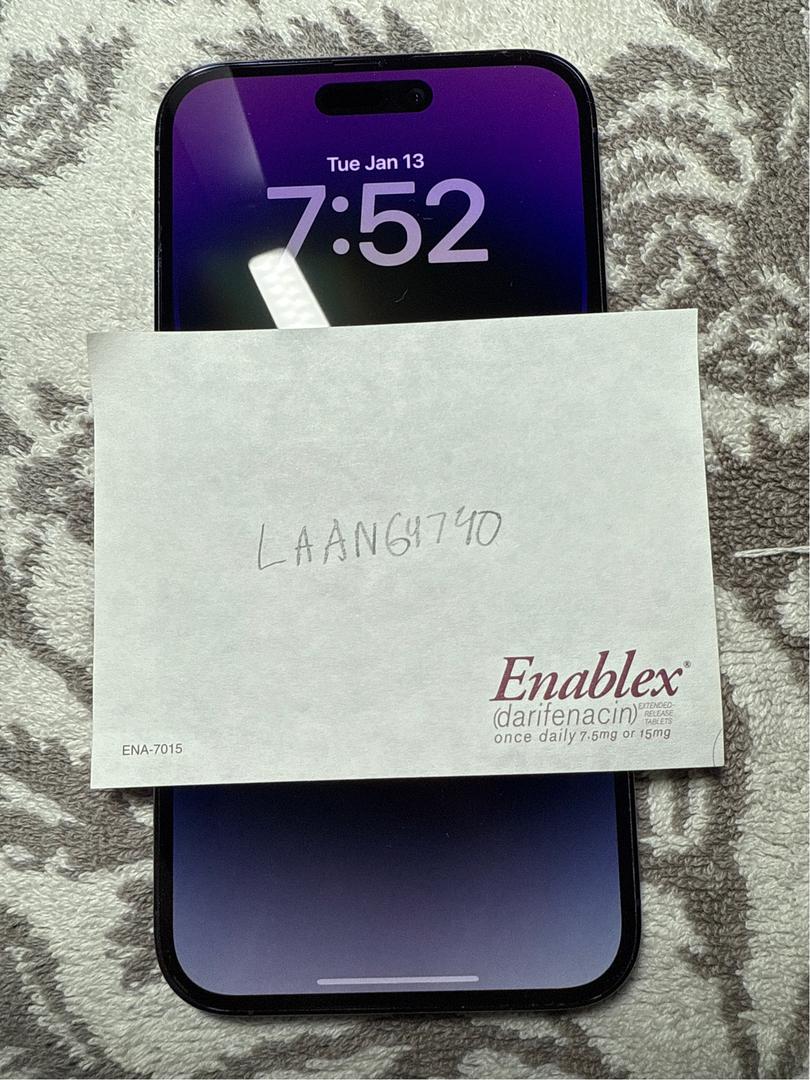 Tue Jan 13
7:52
LAANG4740
Enablex®
(darifenacin) EXTENDED-
RELEASE
TABLETS
once daily 7.5mg or 15mg
ENA-7015